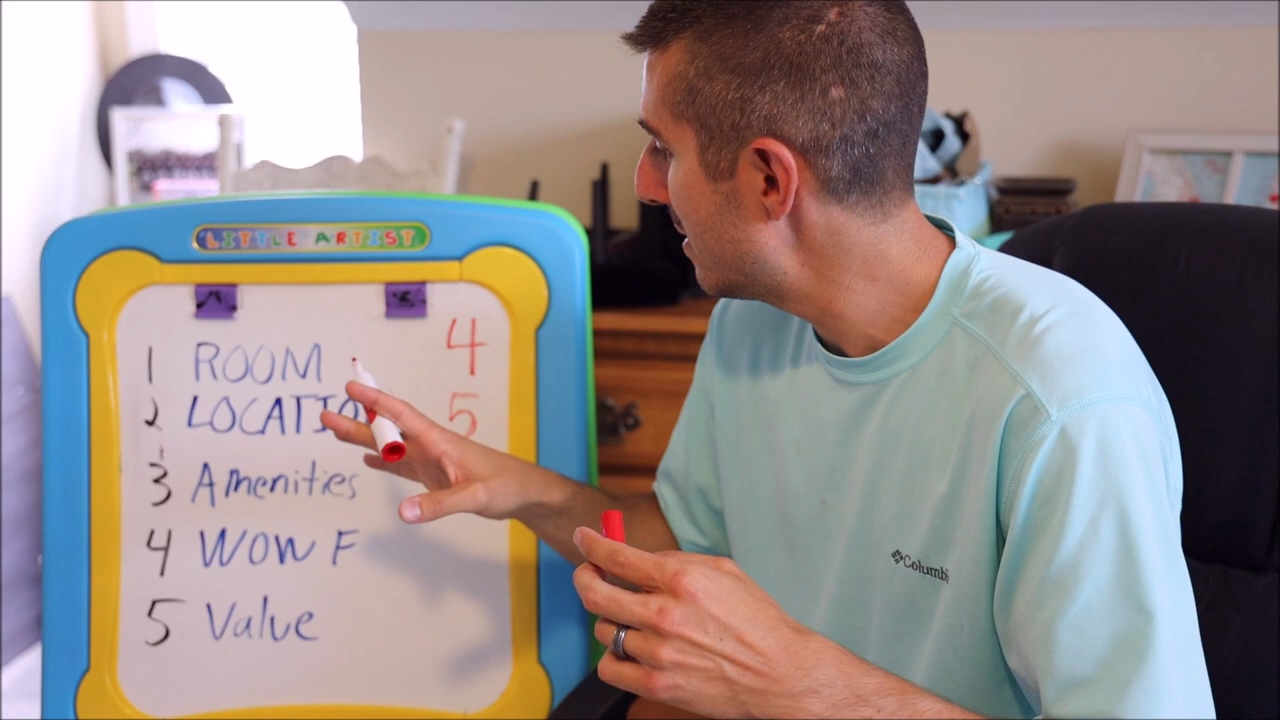 LITTLE ARTIST
1 ROOM 4
2 LOCATIO 5
3 Amenities
4 WOW F
5 Value
Columbi